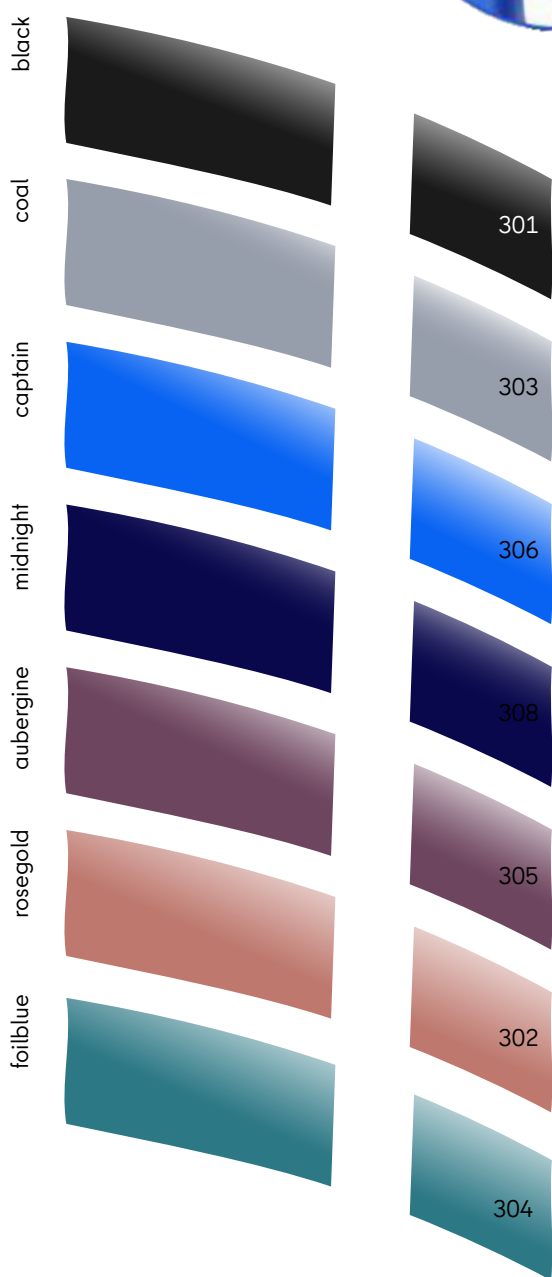 black
301
coal
303
captain
306
midnight
308
aubergine
305
rosegold
302
foilblue
304